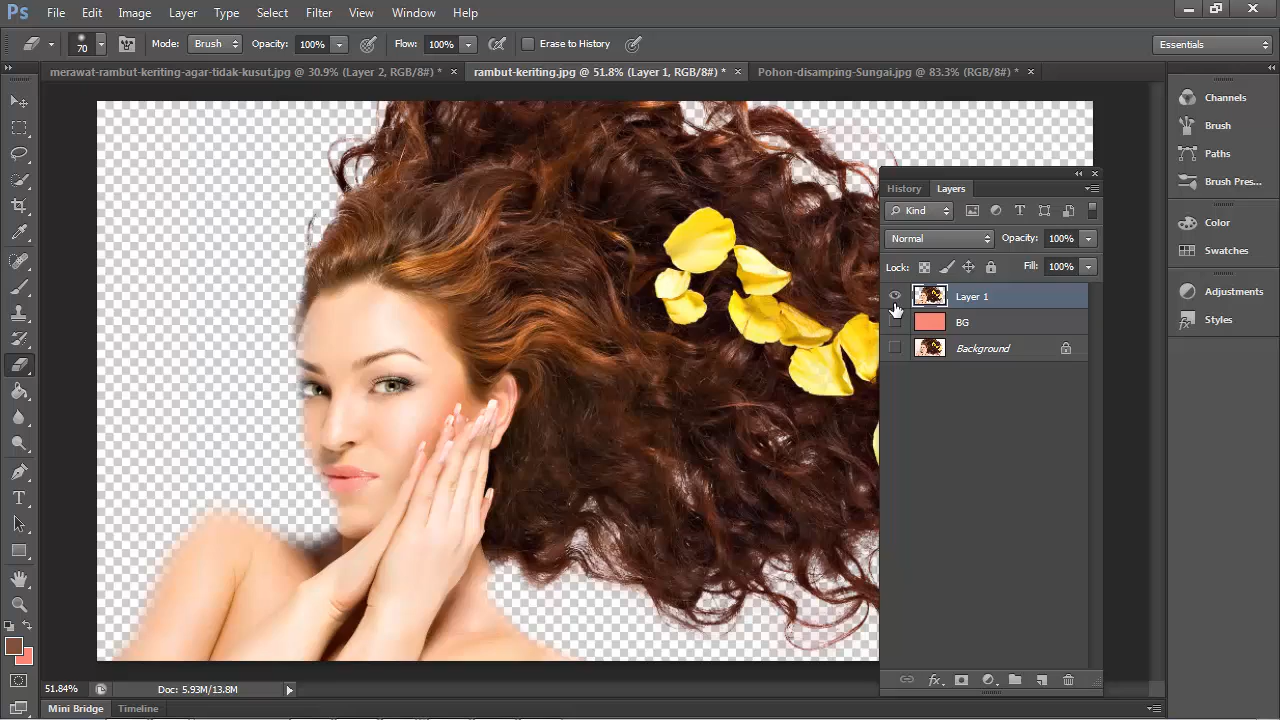 Ps File Edit Image Layer Type Select Filter View Window Help
70 Mode: Brush Opacity: 100% Flow: 100% Erase to History Essentials
merawat-rambut-keriting-agar-tidak-kusut.jpg @ 30.9% (Layer 2, RGB/8#) * × rambut-keriting.jpg @ 51.8% (Layer 1, RGB/8#) * × Pohon-disamping-Sungai.jpg @ 83.3% (RGB/8#) * ×
Channels
Brush
Paths
Brush Pres...
Color
Swatches
Adjustments
Styles
History Layers
Kind
Normal Opacity: 100%
Lock: Fill: 100%
Layer 1
BG
Background
51.84% Doc: 5.93M/13.8M
Mini Bridge Timeline